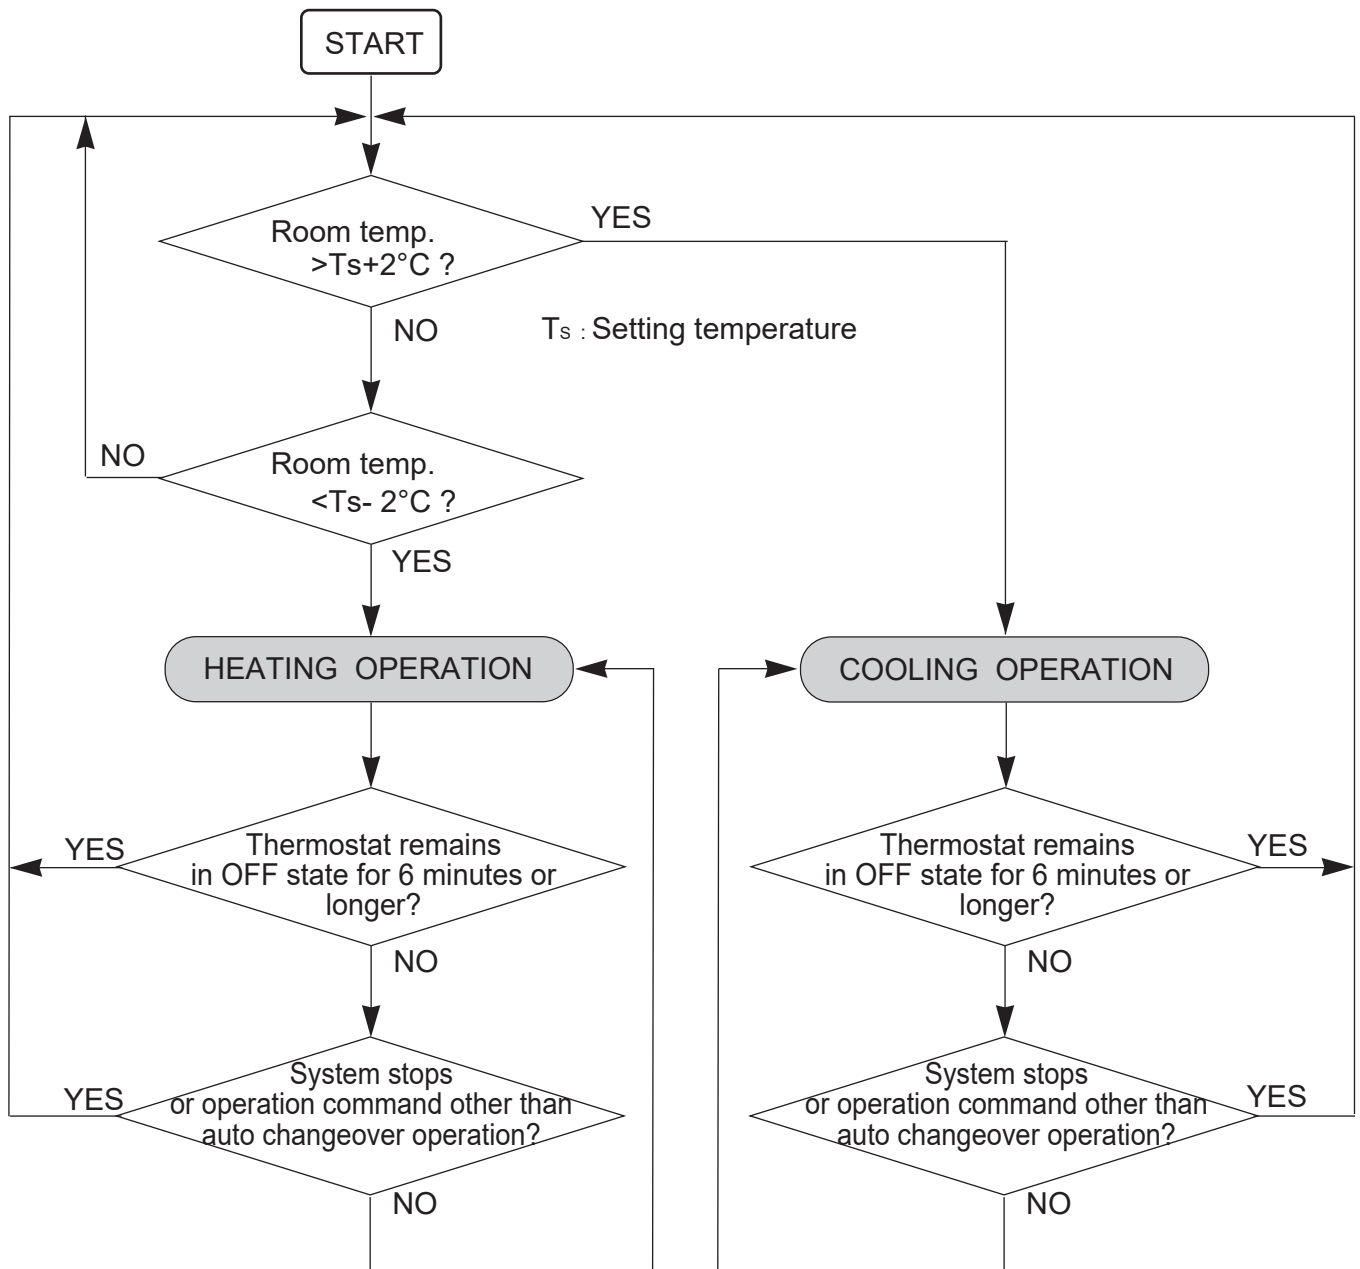 START
Room temp.
>Ts+2°C ?
YES
NO
Ts : Setting temperature
NO
Room temp.
<Ts- 2°C ?
YES
HEATING OPERATION
COOLING OPERATION
YES
Thermostat remains
in OFF state for 6 minutes or
longer?
NO
Thermostat remains
in OFF state for 6 minutes or
longer?
YES
NO
YES
System stops
or operation command other than
auto changeover operation?
NO
System stops
or operation command other than
auto changeover operation?
YES
NO